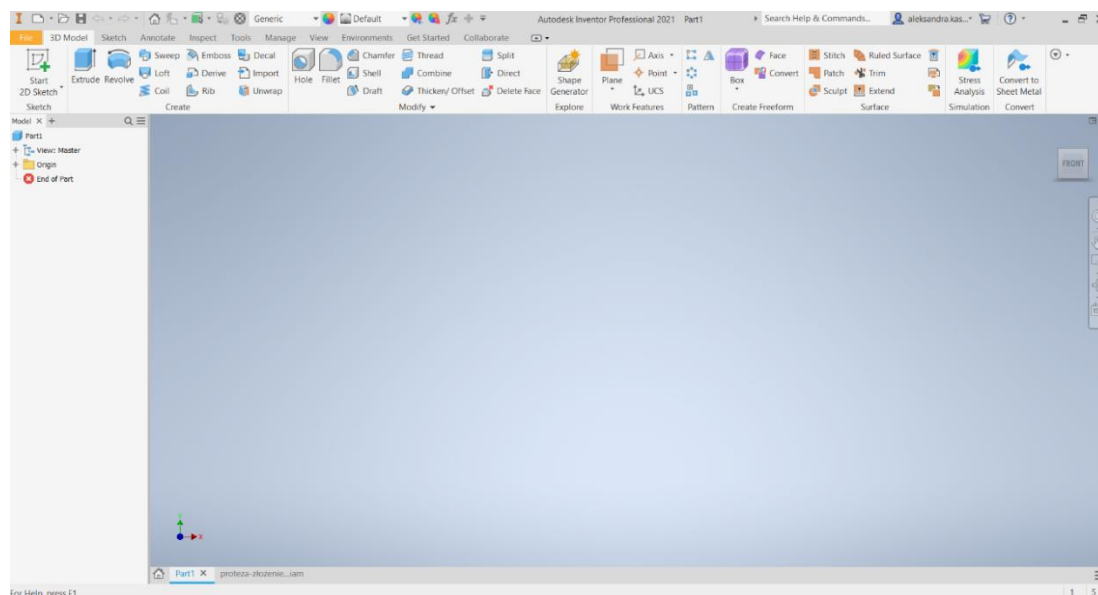 I Generic Default fx Autodesk Inventor Professional 2021 Part1 Search Help & Commands... aleksandra.kas...
File 3D Model Sketch Annotate Inspect Tools Manage View Environments Get Started Collaborate
Sweep Emboss Decal Chamfer Thread Split Axis Face Stitch Ruled Surface
Start Extrude Revolve Loft Derive Import Hole Fillet Shell Combine Direct Shape Plane Point Box Convert Patch Trim Stress Convert to
2D Sketch Coil Rib Unwrap Draft Thicken/ Offset Delete Face Generator UCS Sculpt Extend Analysis Sheet Metal
Sketch Create Modify Explore Work Features Pattern Create Freeform Surface Simulation Convert
Model × +
Part1
+ View: Master
+ Origin
End of Part
FRONT
Y
X
Part1 × proteza-złożenie...iam
For Help, press F1 1 5